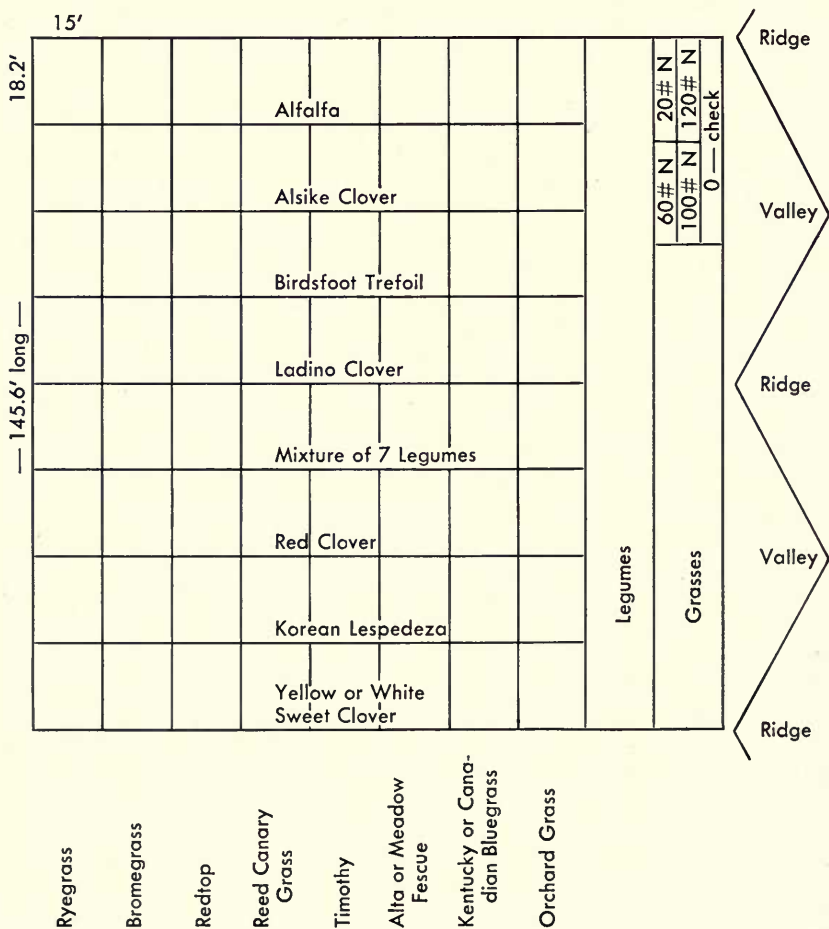 15'
18.2'
— 145.6' long —
Alfalfa
Alsike Clover
Birdsfoot Trefoil
Ladino Clover
Mixture of 7 Legumes
Red Clover
Korean Lespedeza
Yellow or White
Sweet Clover
Legumes
Grasses
60# N
20# N
100# N
120# N
0 — check
Ridge
Valley
Ridge
Valley
Ridge
Ryegrass
Bromegrass
Redtop
Reed Canary
Grass
Timothy
Alta or Meadow
Fescue
Kentucky or Cana-
dian Bluegrass
Orchard Grass